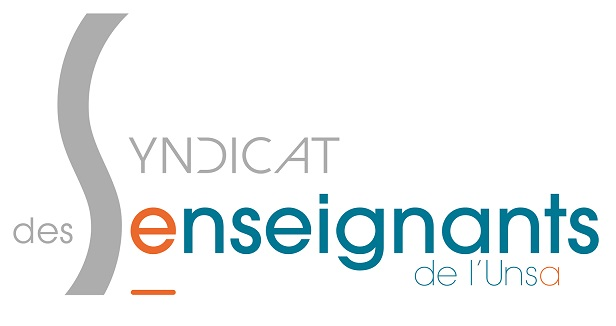 SYNDICAT
des enseignants
de l'Unsa